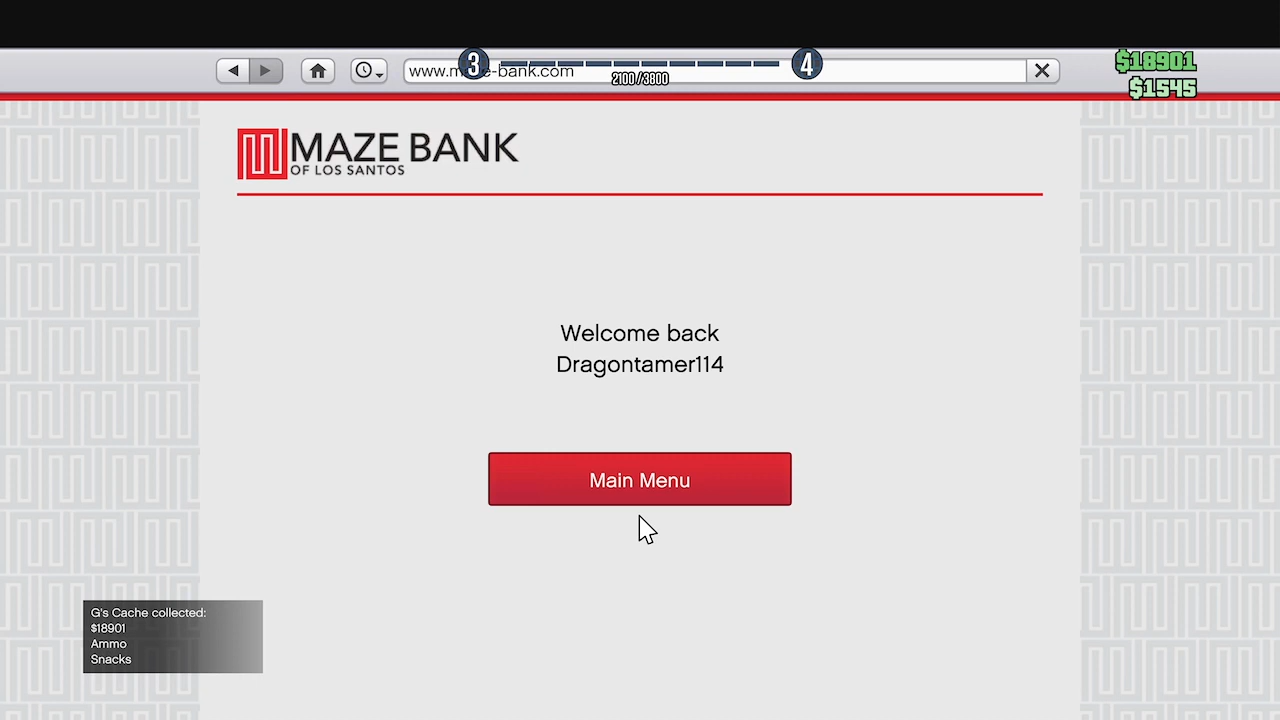 www.maze-bank.com
3
4
2100/3800
$18901
$1545
MAZE BANK
OF LOS SANTOS
Welcome back
Dragontamer114
Main Menu
G's Cache collected:
$18901
Ammo
Snacks